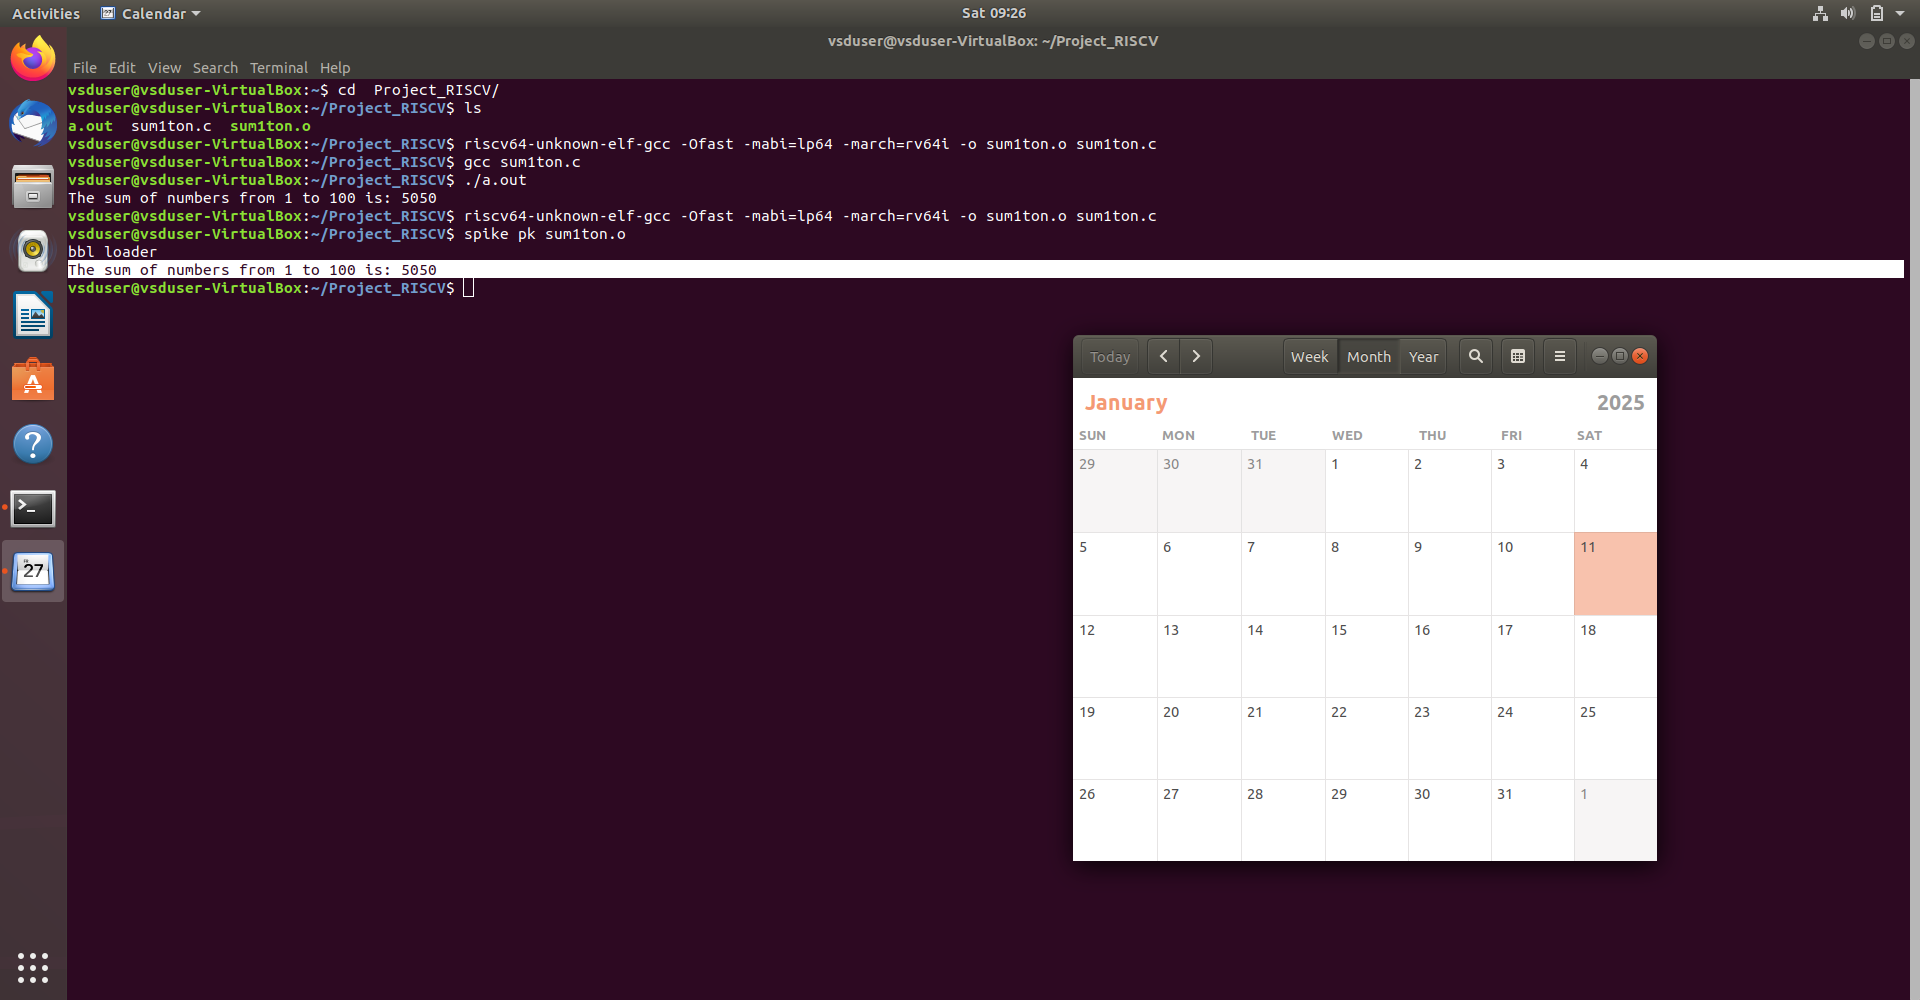 Activities Calendar Sat 09:26
vsduser@vsduser-VirtualBox: ~/Project_RISCV
File Edit View Search Terminal Help
vsduser@vsduser-VirtualBox:~$ cd  Project_RISCV/
vsduser@vsduser-VirtualBox:~/Project_RISCV$ ls
a.out  sum1ton.c  sum1ton.o
vsduser@vsduser-VirtualBox:~/Project_RISCV$ riscv64-unknown-elf-gcc -Ofast -mabi=lp64 -march=rv64i -o sum1ton.o sum1ton.c
vsduser@vsduser-VirtualBox:~/Project_RISCV$ gcc sum1ton.c
vsduser@vsduser-VirtualBox:~/Project_RISCV$ ./a.out
The sum of numbers from 1 to 100 is: 5050
vsduser@vsduser-VirtualBox:~/Project_RISCV$ riscv64-unknown-elf-gcc -Ofast -mabi=lp64 -march=rv64i -o sum1ton.o sum1ton.c
vsduser@vsduser-VirtualBox:~/Project_RISCV$ spike pk sum1ton.o
bbl loader
The sum of numbers from 1 to 100 is: 5050
vsduser@vsduser-VirtualBox:~/Project_RISCV$
27
Today Week Month Year
January 2025
SUN MON TUE WED THU FRI SAT
29 30 31 1 2 3 4
5 6 7 8 9 10 11
12 13 14 15 16 17 18
19 20 21 22 23 24 25
26 27 28 29 30 31 1